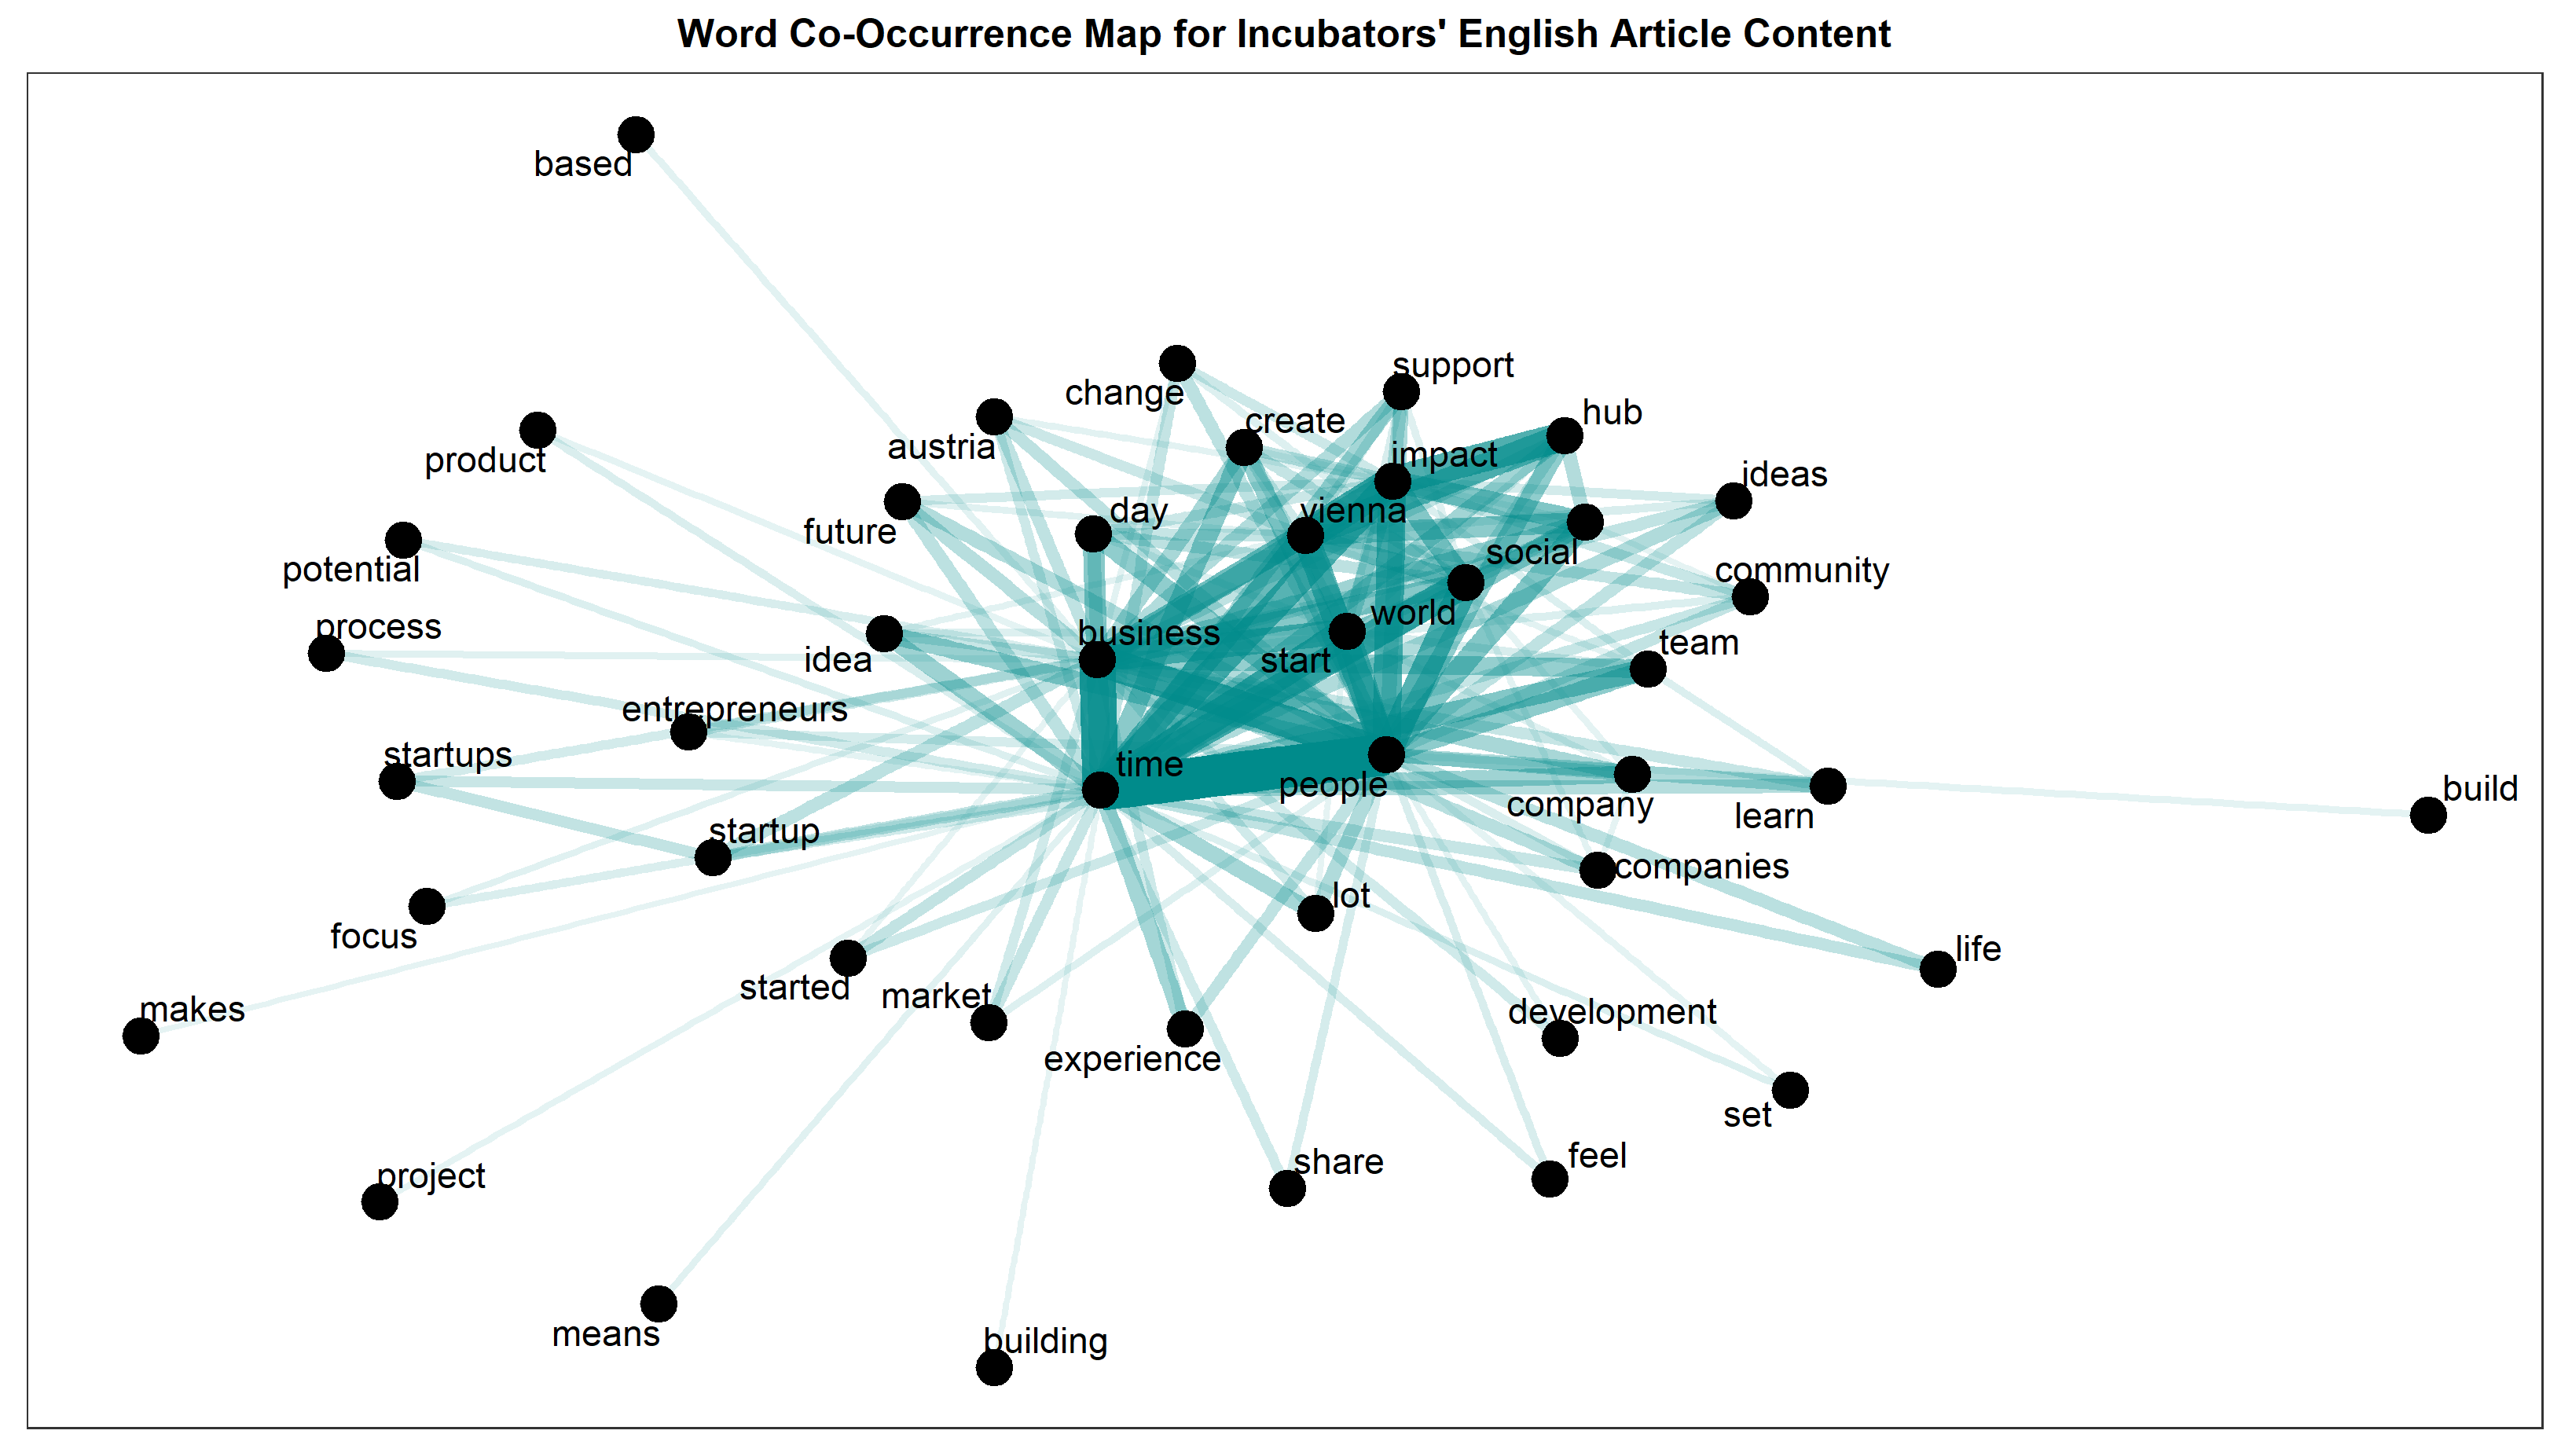 Word Co-Occurrence Map for Incubators' English Article Content
based
change
support
create
hub
austria
impact
product
ideas
day
vienna
future
social
potential
community
world
process
business
team
idea
start
entrepreneurs
startups
time
people
build
company
learn
startup
companies
lot
focus
life
started
market
makes
development
experience
set
feel
share
project
means
building